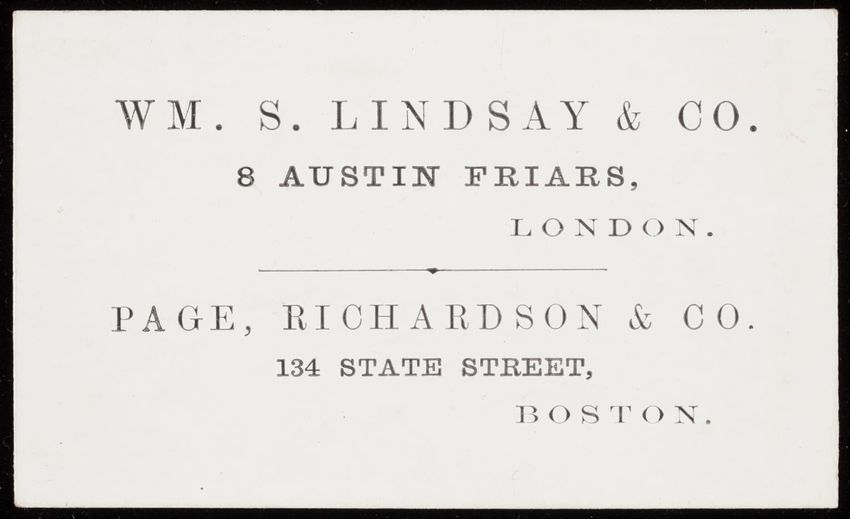 WM. S. LINDSAY & CO.
8 AUSTIN FRIARS,
LONDON.
PAGE, RICHARDSON & CO.
134 STATE STREET,
BOSTON.